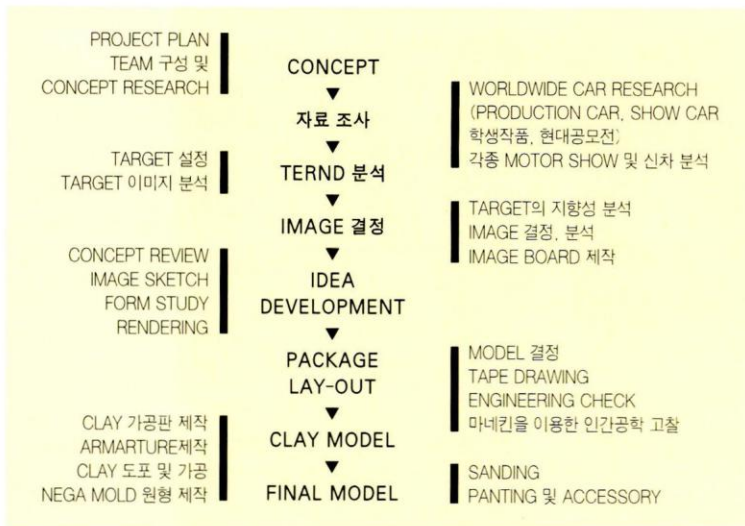 PROJECT PLAN
TEAM 구성 및
CONCEPT RESEARCH
CONCEPT
▼
자료 조사
WORLDWIDE CAR RESEARCH
(PRODUCTION CAR, SHOW CAR
학생작품, 현대공모전)
각종 MOTOR SHOW 및 신차 분석
▼
TARGET 설정
TARGET 이미지 분석
TERND 분석
▼
IMAGE 결정
TARGET의 지향성 분석
IMAGE 결정, 분석
IMAGE BOARD 제작
▼
CONCEPT REVIEW
IMAGE SKETCH
FORM STUDY
RENDERING
IDEA
DEVELOPMENT
▼
PACKAGE
LAY-OUT
MODEL 결정
TAPE DRAWING
ENGINEERING CHECK
마네킨을 이용한 인간공학 고찰
▼
CLAY 가공판 제작
ARMARTURE제작
CLAY 도포 및 가공
NEGA MOLD 원형 제작
CLAY MODEL
▼
FINAL MODEL
SANDING
PANTING 및 ACCESSORY